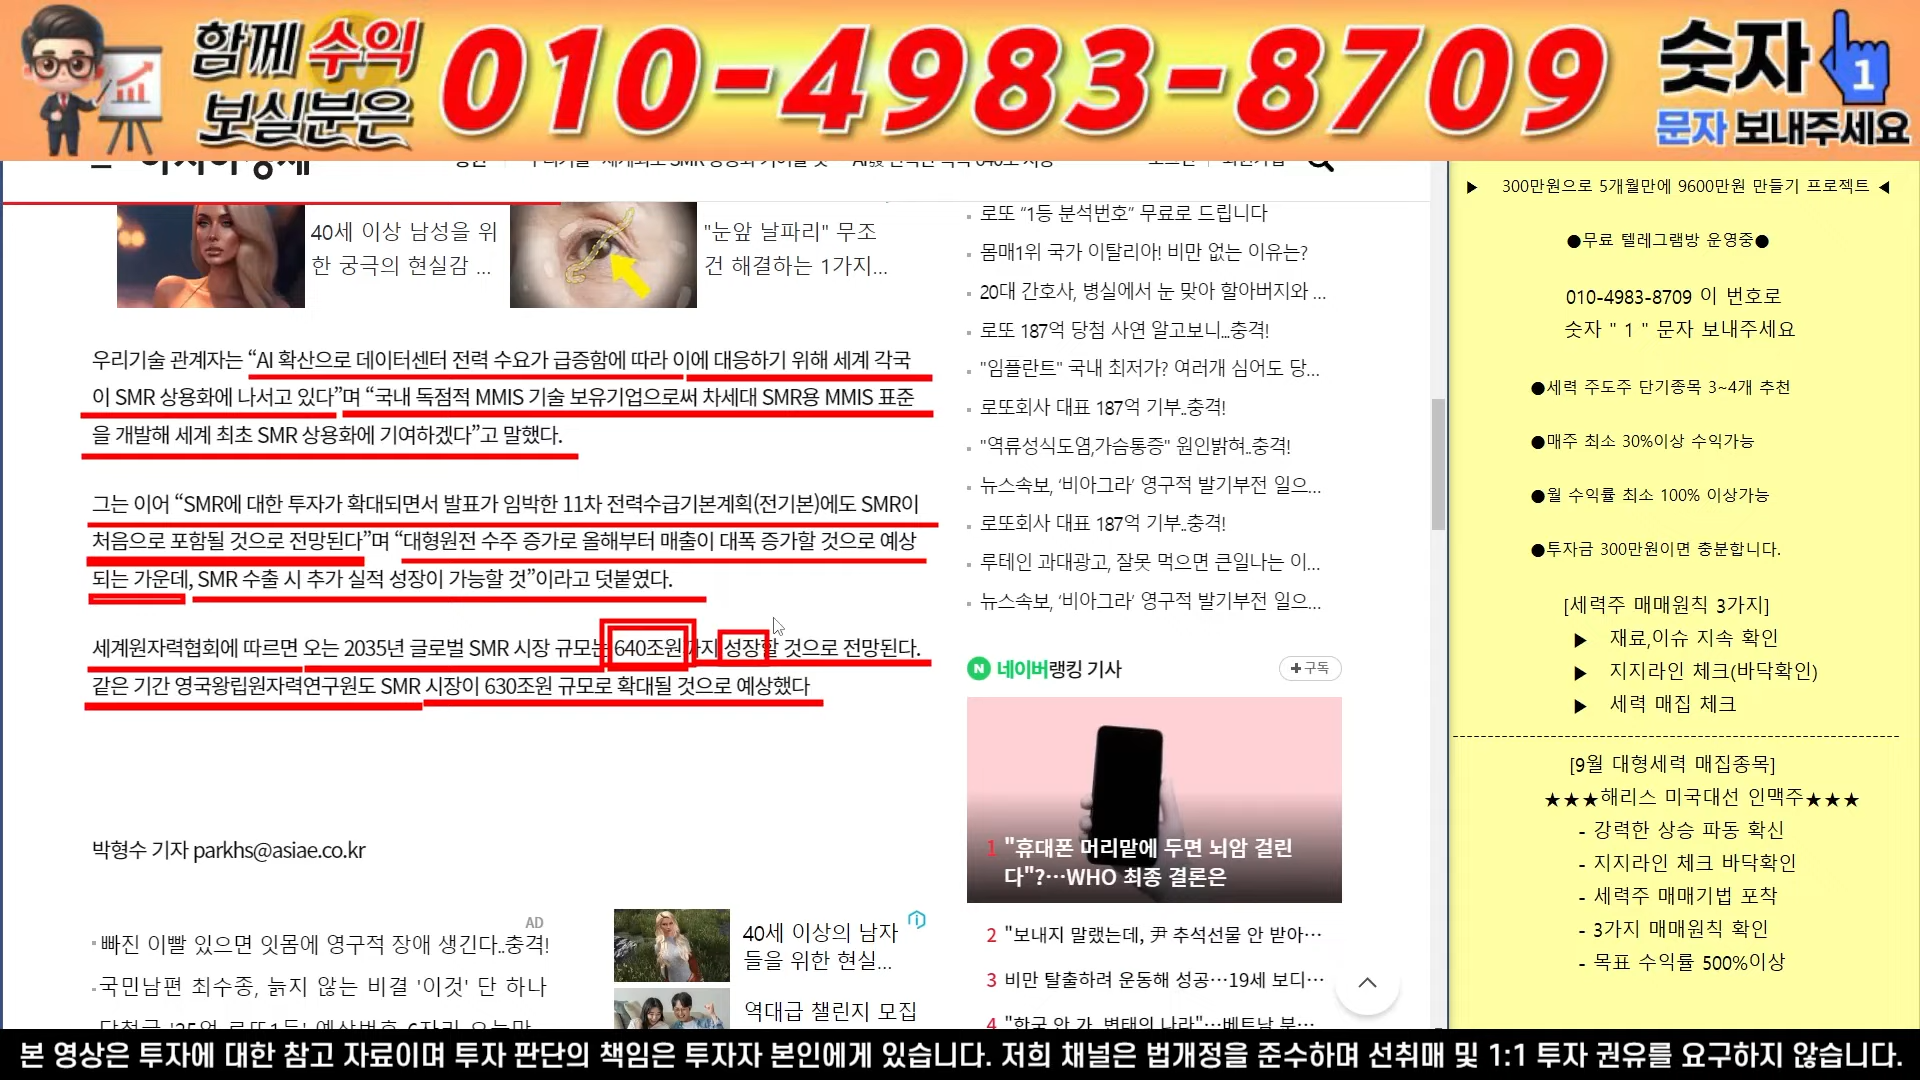 함께 수익
보실분은
010-4983-8709
숫자 1
문자 보내주세요
40세 이상 남성을 위
한 궁극의 현실감 ...
"눈앞 날파리" 무조
건 해결하는 1가지...
우리기술 관계자는 “AI 확산으로 데이터센터 전력 수요가 급증함에 따라 이에 대응하기 위해 세계 각국
이 SMR 상용화에 나서고 있다”며 “국내 독점적 MMIS 기술 보유기업으로써 차세대 SMR용 MMIS 표준
을 개발해 세계 최초 SMR 상용화에 기여하겠다”고 말했다.
그는 이어 “SMR에 대한 투자가 확대되면서 발표가 임박한 11차 전력수급기본계획(전기본)에도 SMR이
처음으로 포함될 것으로 전망된다”며 “대형원전 수주 증가로 올해부터 매출이 대폭 증가할 것으로 예상
되는 가운데, SMR 수출 시 추가 실적 성장이 가능할 것”이라고 덧붙였다.
세계원자력협회에 따르면 오는 2035년 글로벌 SMR 시장 규모는 640조원까지 성장할 것으로 전망된다.
같은 기간 영국왕립원자력연구원도 SMR 시장이 630조원 규모로 확대될 것으로 예상했다
박형수 기자 parkhs@asiae.co.kr
AD
빠진 이빨 있으면 잇몸에 영구적 장애 생긴다..충격!
국민남편 최수종, 늙지 않는 비결 '이것' 단 하나
40세 이상의 남자
들을 위한 현실...
역대급 챌린지 모집
로또 “1등 분석번호” 무료로 드립니다
몸매1위 국가 이탈리아! 비만 없는 이유는?
20대 간호사, 병실에서 눈 맞아 할아버지와 ...
로또 187억 당첨 사연 알고보니...충격!
"임플란트" 국내 최저가? 여러개 심어도 당...
로또회사 대표 187억 기부..충격!
"역류성식도염,가슴통증" 원인밝혀..충격!
뉴스속보, ‘비아그라’ 영구적 발기부전 일으...
로또회사 대표 187억 기부..충격!
루테인 과대광고, 잘못 먹으면 큰일나는 이...
뉴스속보, ‘비아그라’ 영구적 발기부전 일으...
N 네이버랭킹 기사
+구독
1 "휴대폰 머리맡에 두면 뇌암 걸린
다"?…WHO 최종 결론은
2 "보내지 말랬는데, 尹 추석선물 안 받아…
3 비만 탈출하려 운동해 성공…19세 보디…
4 "한국 안 가, 변태의 나라"…베트남 부…
▶ 300만원으로 5개월만에 9600만원 만들기 프로젝트 ◀
●무료 텔레그램방 운영중●
010-4983-8709 이 번호로
숫자 " 1 " 문자 보내주세요
●세력 주도주 단기종목 3~4개 추천
●매주 최소 30%이상 수익가능
●월 수익률 최소 100% 이상가능
●투자금 300만원이면 충분합니다.
[세력주 매매원칙 3가지]
▶ 재료,이슈 지속 확인
▶ 지지라인 체크(바닥확인)
▶ 세력 매집 체크
[9월 대형세력 매집종목]
★★★해리스 미국대선 인맥주★★★
- 강력한 상승 파동 확신
- 지지라인 체크 바닥확인
- 세력주 매매기법 포착
- 3가지 매매원칙 확인
- 목표 수익률 500%이상
본 영상은 투자에 대한 참고 자료이며 투자 판단의 책임은 투자자 본인에게 있습니다. 저희 채널은 법개정을 준수하며 선취매 및 1:1 투자 권유를 요구하지 않습니다.